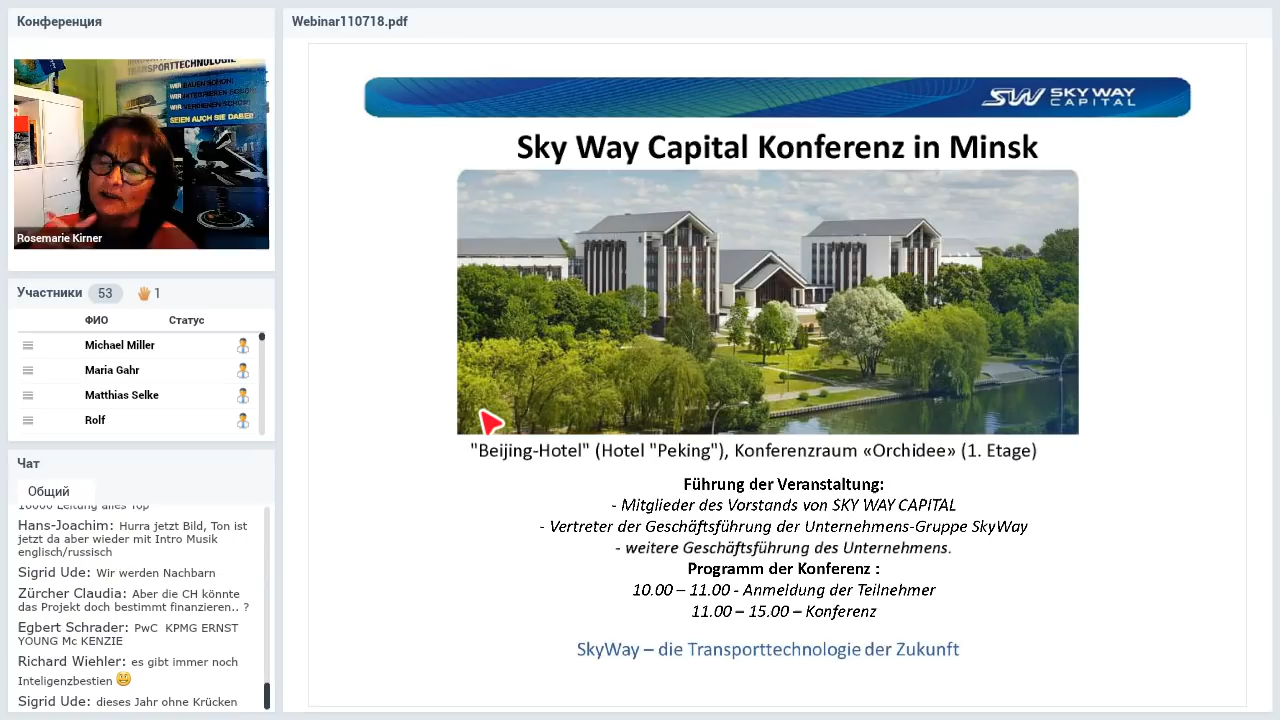 Конференция
TRANSPORTTECHNOLOGIE
WIR BAUEN SCHON!
WIR INTEGRIEREN SCHON!
WIR VERDIENEN SCHON!
SEIEN AUCH SIE DABEI!
Rosemarie Kirner
Участники 53 1
ФИО Статус
Michael Miller
Maria Gahr
Matthias Selke
Rolf
Чат
Общий
10000 Leitung alles Top
Hans-Joachim: Hurra jetzt Bild, Ton ist
jetzt da aber wieder mit Intro Musik
englisch/russisch
Sigrid Ude: Wir werden Nachbarn
Zürcher Claudia: Aber die CH könnte
das Projekt doch bestimmt finanzieren.. ?
Egbert Schrader: PwC KPMG ERNST
YOUNG Mc KENZIE
Richard Wiehler: es gibt immer noch
Inteligenzbestien
Sigrid Ude: dieses Jahr ohne Krücken
Webinar110718.pdf
SW SKY WAY
CAPITAL
Sky Way Capital Konferenz in Minsk
"Beijing-Hotel" (Hotel "Peking"), Konferenzraum «Orchidee» (1. Etage)
Führung der Veranstaltung:
- Mitglieder des Vorstands von SKY WAY CAPITAL
- Vertreter der Geschäftsführung der Unternehmens-Gruppe SkyWay
- weitere Geschäftsführung des Unternehmens.
Programm der Konferenz :
10.00 – 11.00 - Anmeldung der Teilnehmer
11.00 – 15.00 – Konferenz
SkyWay – die Transporttechnologie der Zukunft